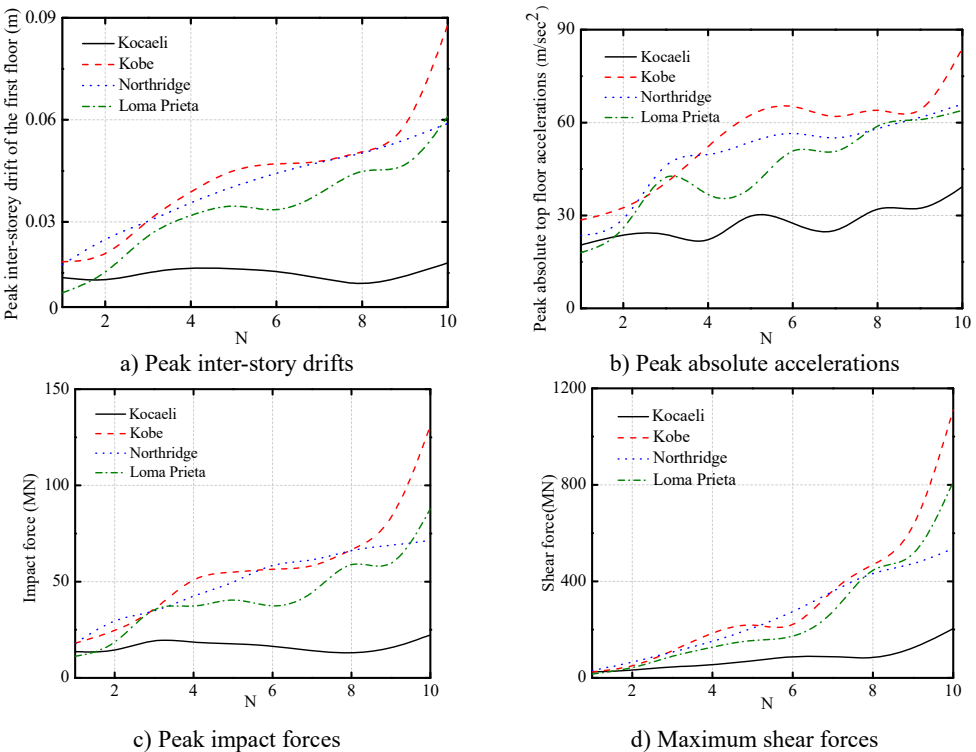 Peak inter-storey drift of the first floor (m)
0.09
0.06
0.03
0
Kocaeli
Kobe
Northridge
Loma Prieta
2 4 6 8 10
N
a) Peak inter-story drifts
Peak absolute top floor accelerations (m/sec²)
90
60
30
0
Kocaeli
Kobe
Northridge
Loma Prieta
2 4 6 8 10
N
b) Peak absolute accelerations
Impact force (MN)
150
100
50
0
Kocaeli
Kobe
Northridge
Loma Prieta
2 4 6 8 10
N
c) Peak impact forces
Shear force(MN)
1200
800
400
0
Kocaeli
Kobe
Northridge
Loma Prieta
2 4 6 8 10
N
d) Maximum shear forces